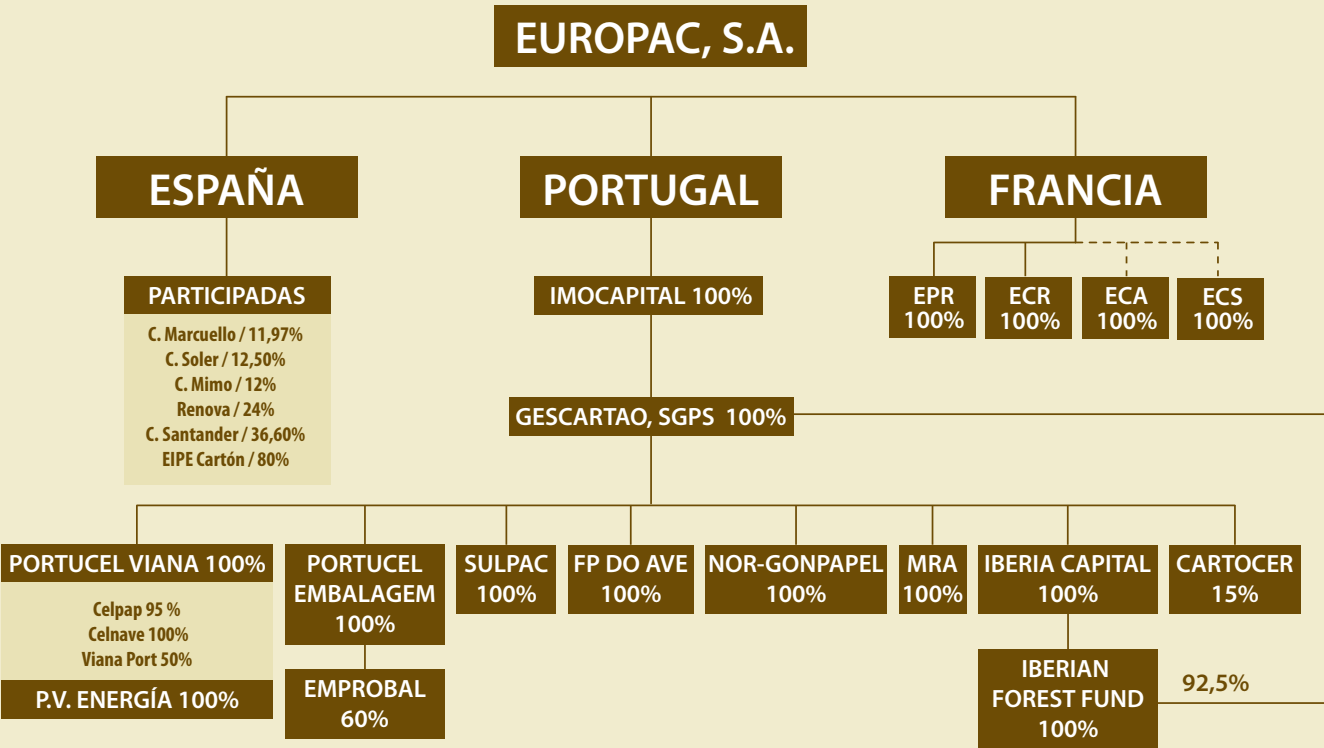 EUROPAC, S.A.
ESPAÑA
PORTUGAL
FRANCIA
PARTICIPADAS
C. Marcuello / 11,97%
C. Soler / 12,50%
C. Mimo / 12%
Renova / 24%
C. Santander / 36,60%
EIPE Cartón / 80%
IMOCAPITAL 100%
EPR
100%
ECR
100%
ECA
100%
ECS
100%
GESCARTAO, SGPS 100%
PORTUCEL VIANA 100%
Celpap 95 %
Celnave 100%
Viana Port 50%
P.V. ENERGÍA 100%
PORTUCEL
EMBALAGEM
100%
EMPROBAL
60%
SULPAC
100%
FP DO AVE
100%
NOR-GONPAPEL
100%
MRA
100%
IBERIA CAPITAL
100%
IBERIAN
FOREST FUND
100%
92,5%
CARTOCER
15%